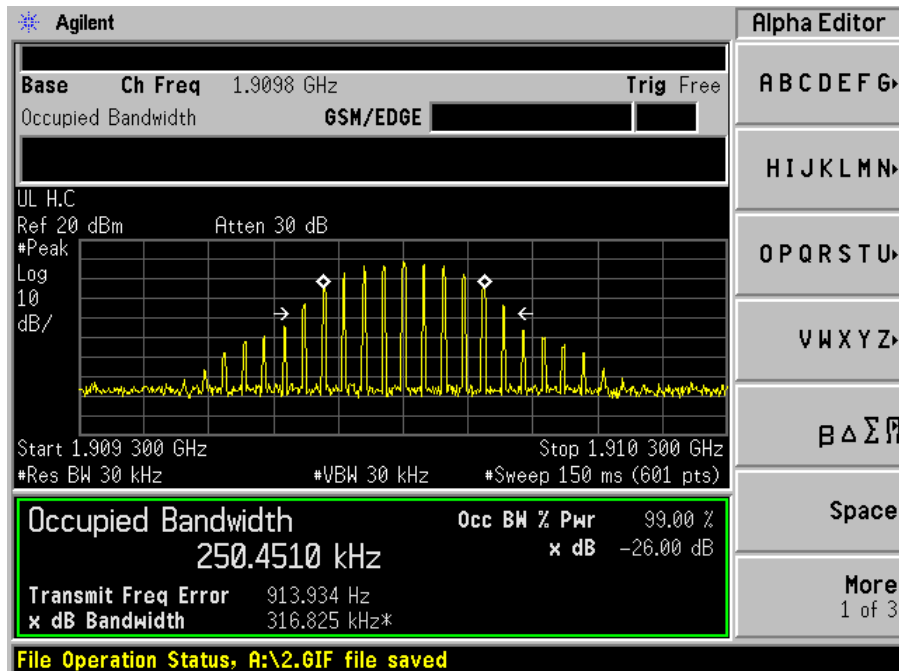 Agilent
Alpha Editor
Base Ch Freq 1.9098 GHz Trig Free
Occupied Bandwidth GSM/EDGE
UL H.C
Ref 20 dBm Atten 30 dB
#Peak
Log
10
dB/
Start 1.909 300 GHz Stop 1.910 300 GHz
#Res BW 30 kHz #VBW 30 kHz #Sweep 150 ms (601 pts)
Occupied Bandwidth Occ BW % Pwr 99.00 %
250.4510 kHz x dB -26.00 dB
Transmit Freq Error 913.934 Hz
x dB Bandwidth 316.825 kHz*
File Operation Status, A:\2.GIF file saved
A B C D E F G
H I J K L M N
O P Q R S T U
V W X Y Z
Space
More
1 of 3